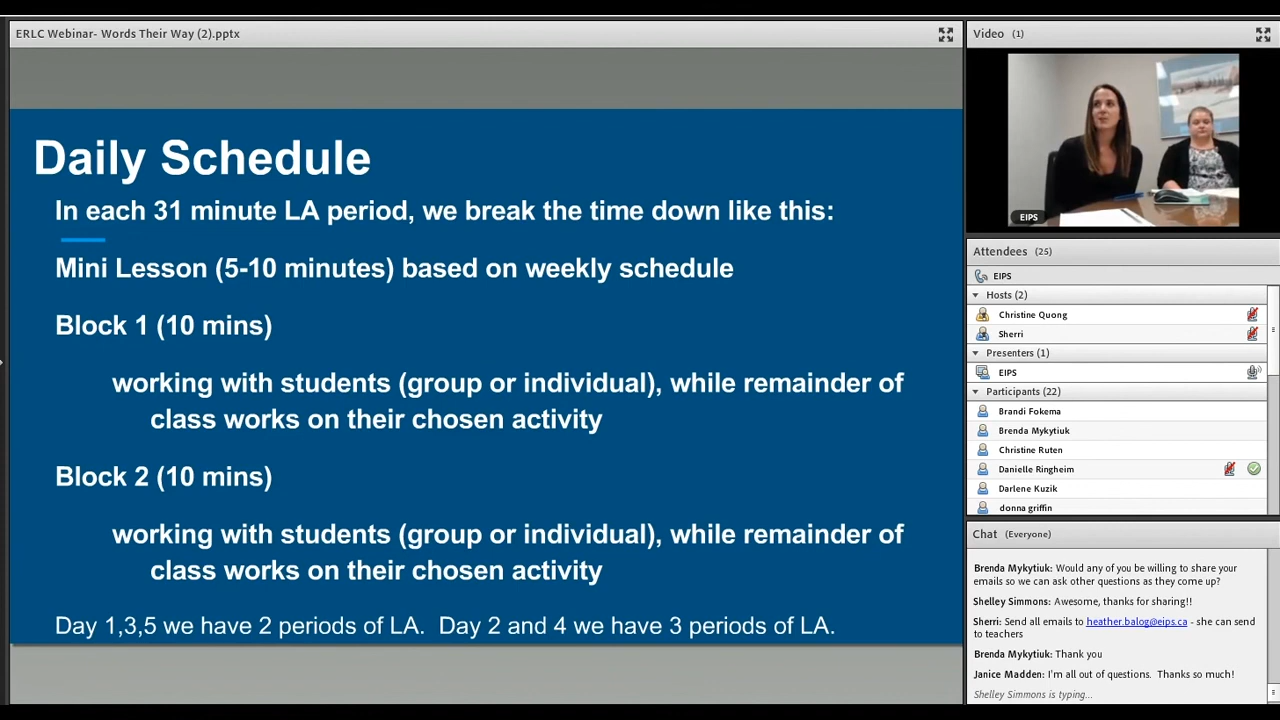 ERLC Webinar- Words Their Way (2).pptx
Daily Schedule
In each 31 minute LA period, we break the time down like this:
Mini Lesson (5-10 minutes) based on weekly schedule
Block 1 (10 mins)
working with students (group or individual), while remainder of
class works on their chosen activity
Block 2 (10 mins)
working with students (group or individual), while remainder of
class works on their chosen activity
Day 1,3,5 we have 2 periods of LA. Day 2 and 4 we have 3 periods of LA.
Video (1)
EIPS
Attendees (25)
EIPS
Hosts (2)
Christine Quong
Sherri
Presenters (1)
EIPS
Participants (22)
Brandi Fokema
Brenda Mykytiuk
Christine Ruten
Danielle Ringheim
Darlene Kuzik
donna griffin
Chat (Everyone)
Brenda Mykytiuk: Would any of you be willing to share your
emails so we can ask other questions as they come up?
Shelley Simmons: Awesome, thanks for sharing!!
Sherri: Send all emails to heather.balog@eips.ca - she can send
to teachers
Brenda Mykytiuk: Thank you
Janice Madden: I'm all out of questions. Thanks so much!
Shelley Simmons is typing...